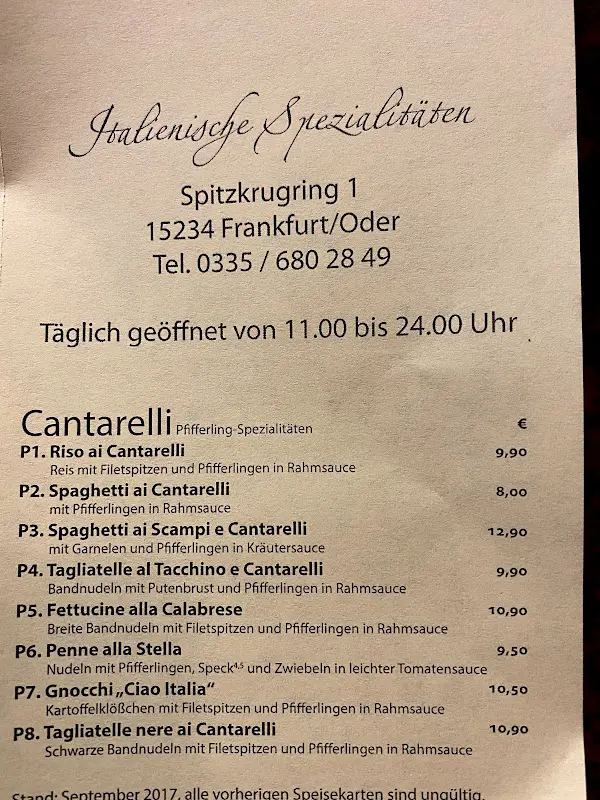 Italienische Spezialitäten
Spitzkrugring 1
15234 Frankfurt/Oder
Tel. 0335 / 680 28 49
Täglich geöffnet von 11.00 bis 24.00 Uhr
Cantarelli Pfifferling-Spezialitäten €
P1. Riso ai Cantarelli 9,90
Reis mit Filetspitzen und Pfifferlingen in Rahmsauce
P2. Spaghetti ai Cantarelli 8,00
mit Pfifferlingen in Rahmsauce
P3. Spaghetti ai Scampi e Cantarelli 12,90
mit Garnelen und Pfifferlingen in Kräutersauce
P4. Tagliatelle al Tacchino e Cantarelli 9,90
Bandnudeln mit Putenbrust und Pfifferlingen in Rahmsauce
P5. Fettucine alla Calabrese 10,90
Breite Bandnudeln mit Filetspitzen und Pfifferlingen in Rahmsauce
P6. Penne alla Stella 9,50
Nudeln mit Pfifferlingen, Speck⁴,⁵ und Zwiebeln in leichter Tomatensauce
P7. Gnocchi „Ciao Italia“ 10,50
Kartoffelklößchen mit Filetspitzen und Pfifferlingen in Rahmsauce
P8. Tagliatelle nere ai Cantarelli 10,90
Schwarze Bandnudeln mit Filetspitzen und Pfifferlingen in Rahmsauce
Stand: September 2017, alle vorherigen Speisekarten sind ungültig.